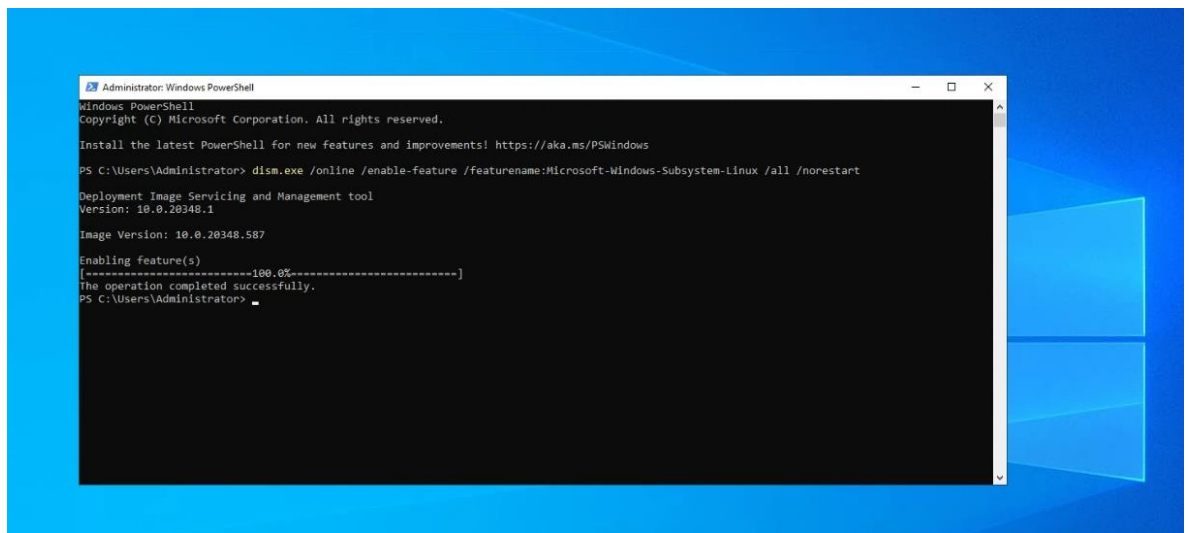 Administrator: Windows PowerShell
Windows PowerShell
Copyright (C) Microsoft Corporation. All rights reserved.
Install the latest PowerShell for new features and improvements! https://aka.ms/PSWindows
PS C:\Users\Administrator> dism.exe /online /enable-feature /featurename:Microsoft-Windows-Subsystem-Linux /all /norestart
Deployment Image Servicing and Management tool
Version: 10.0.20348.1
Image Version: 10.0.20348.587
Enabling feature(s)
[==========================100.0%==========================]
The operation completed successfully.
PS C:\Users\Administrator>